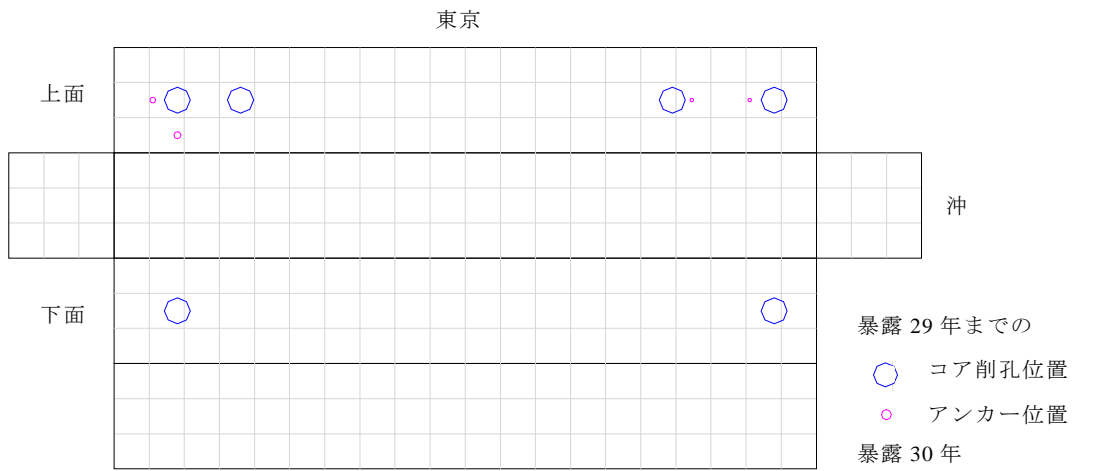 東京
上面
沖
下面
暴露 29 年までの
コア削孔位置
アンカー位置
暴露 30 年